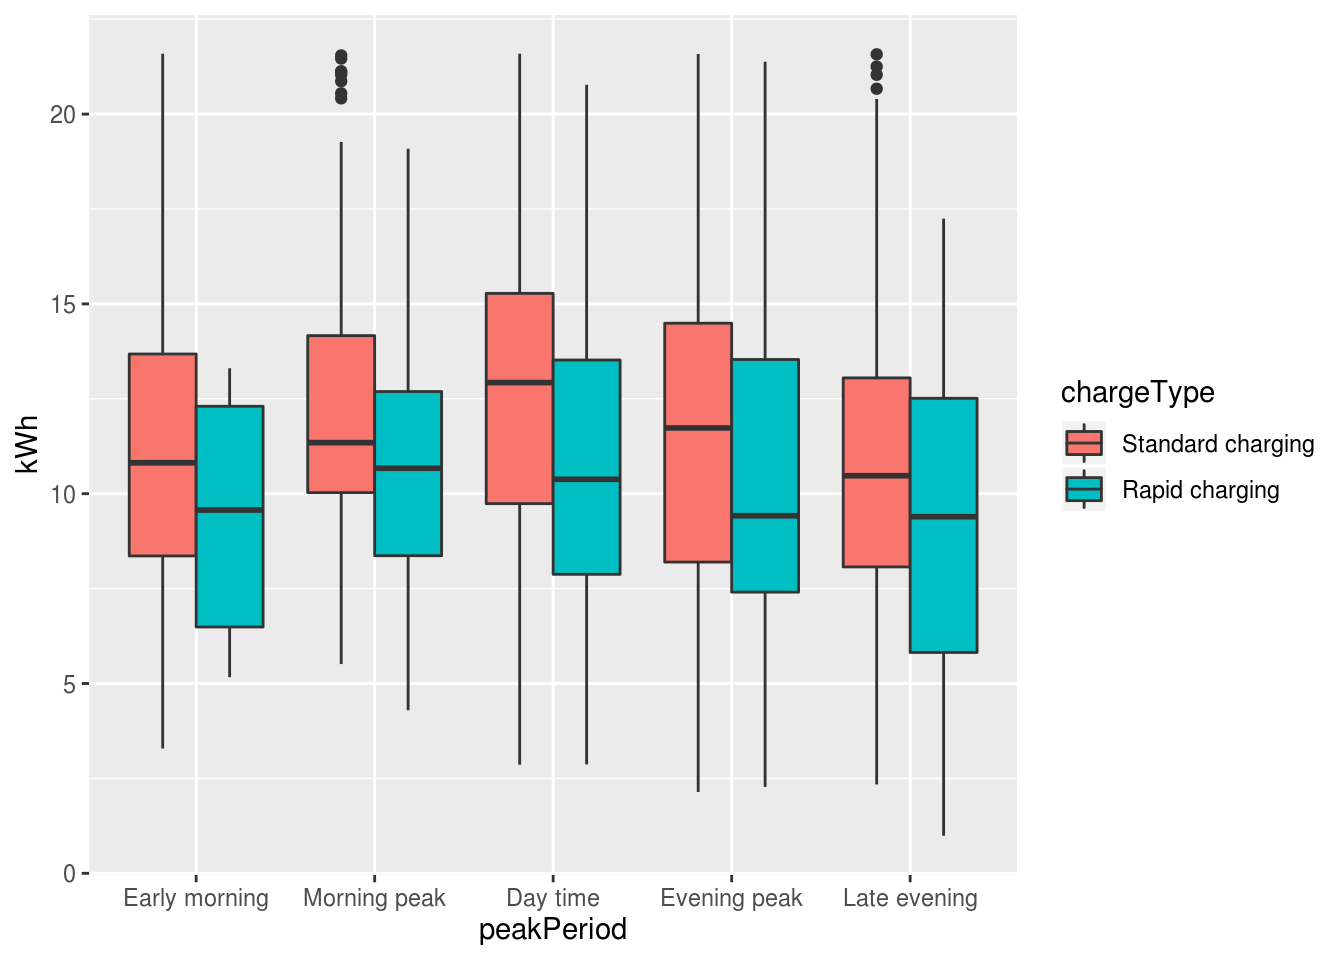 20
15
10
5
0
kWh
Early morning
Morning peak
Day time
Evening peak
Late evening
peakPeriod
chargeType
Standard charging
Rapid charging